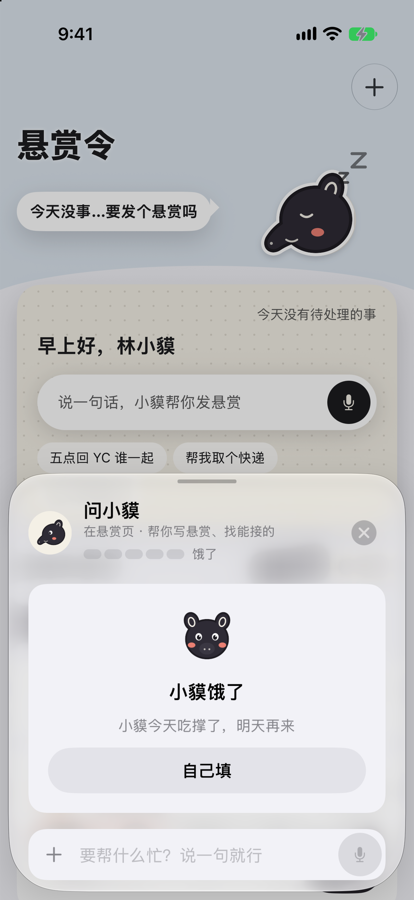 9:41
悬赏令
z
z
今天没事...要发个悬赏吗
今天没有待处理的事
早上好，林小貘
说一句话，小貘帮你发悬赏
五点回 YC 谁一起
帮我取个快递
问小貘
在悬赏页 · 帮你写悬赏、找能接的
饿了
小貘饿了
小貘今天吃撑了，明天再来
自己填
要帮什么忙？说一句就行